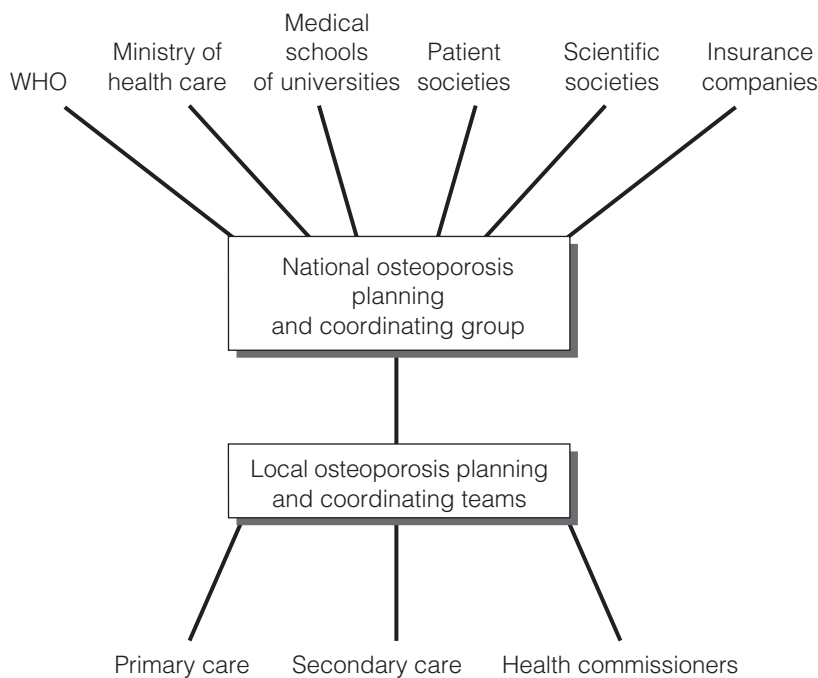 WHO
Ministry of
health care
Medical
schools
of universities
Patient
societies
Scientific
societies
Insurance
companies
National osteoporosis
planning
and coordinating group
Local osteoporosis planning
and coordinating teams
Primary care
Secondary care
Health commissioners